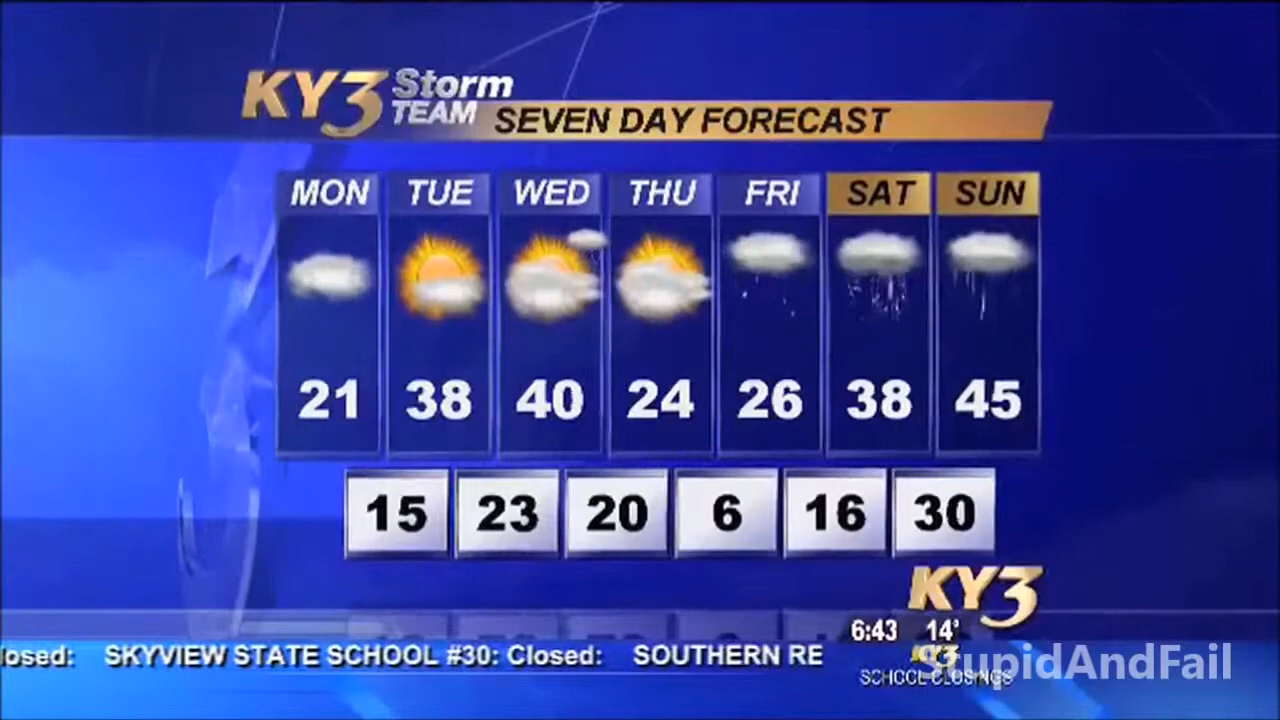 KY3 Storm TEAM SEVEN DAY FORECAST
MON TUE WED THU FRI SAT SUN
21 38 40 24 26 38 45
15 23 20 6 16 30
KY3
6:43 14°
losed: SKYVIEW STATE SCHOOL #30: Closed: SOUTHERN RE
KY3
StupidAndFail
SCHOOL CLOSINGS